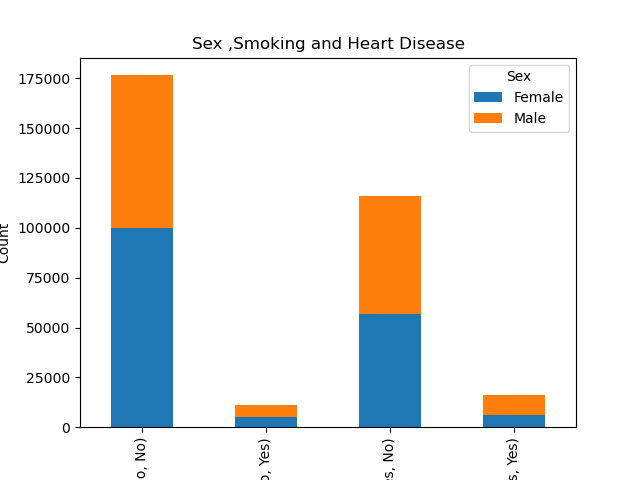 Sex ,Smoking and Heart Disease
Sex
Female
Male
175000
150000
125000
100000
75000
50000
25000
0
Count
o, No)
o, Yes)
es, No)
s, Yes)